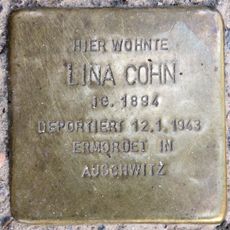 HIER WOHNTE
LINA COHN
JG. 1894
DEPORTIERT 12.1.1943
ERMORDET IN
AUSCHWITZ